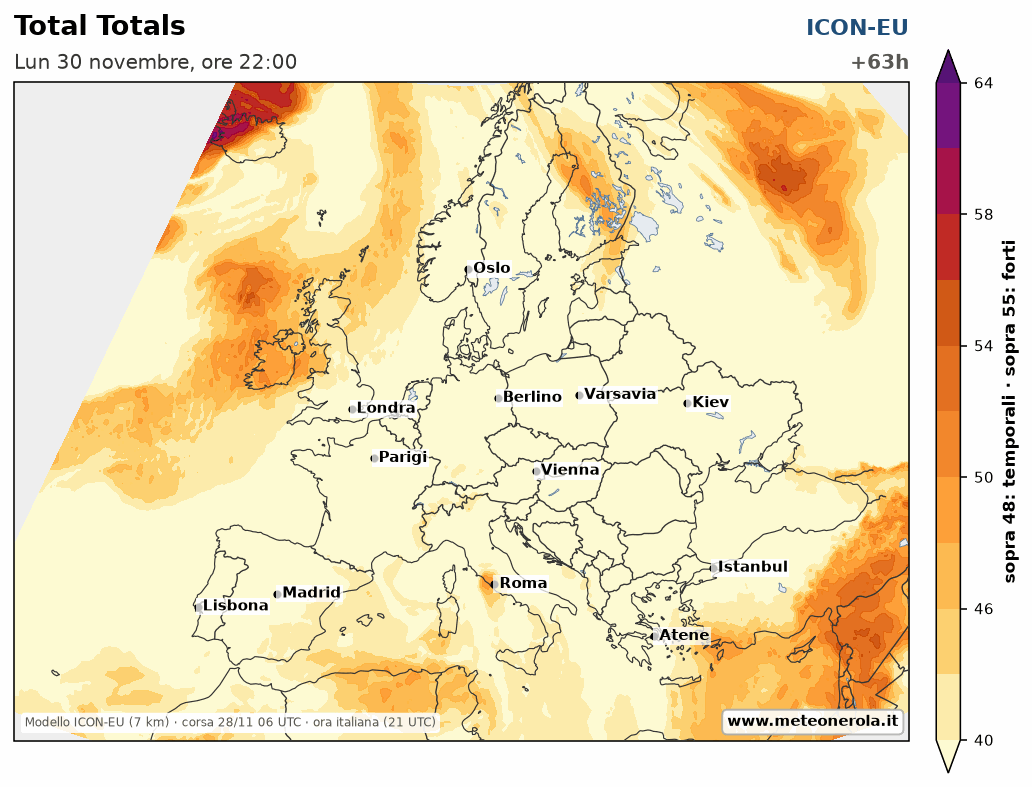 Total Totals
ICON-EU
Lun 30 novembre, ore 22:00
+63h
Oslo
Berlino
Varsavia
Kiev
Londra
Parigi
Vienna
Istanbul
Roma
Madrid
Lisbona
Atene
Modello ICON-EU (7 km) · corsa 28/11 06 UTC · ora italiana (21 UTC)
www.meteonerola.it
64
58
54
50
46
40
sopra 48: temporali · sopra 55: forti